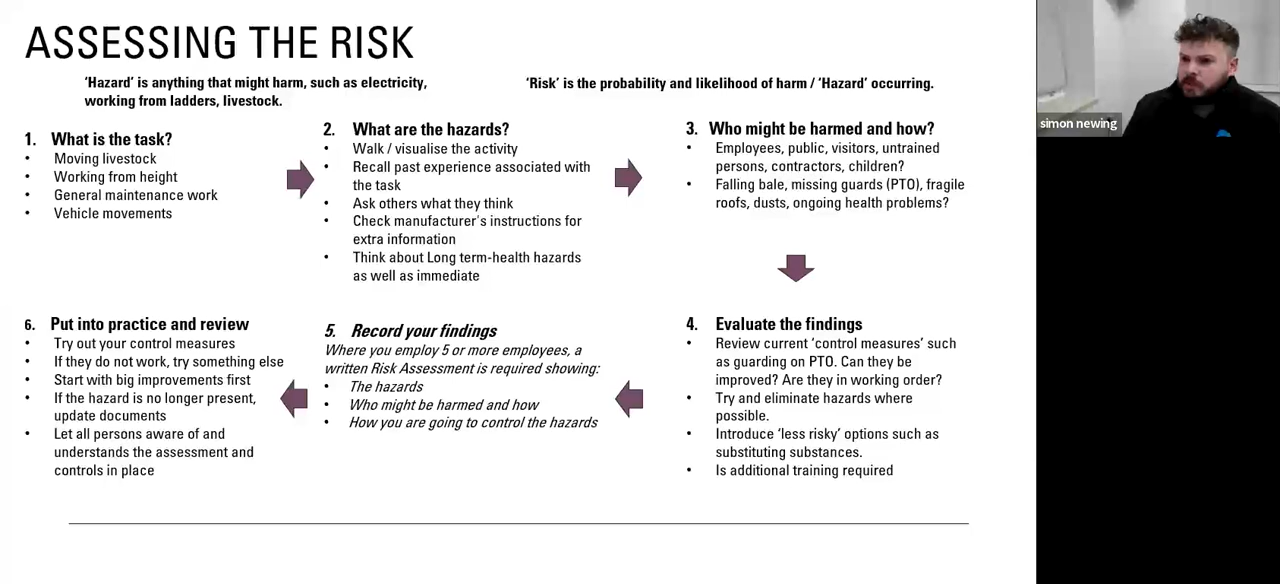 ASSESSING THE RISK
‘Hazard’ is anything that might harm, such as electricity,
working from ladders, livestock.
‘Risk’ is the probability and likelihood of harm / ‘Hazard’ occurring.
1. What is the task?
• Moving livestock
• Working from height
• General maintenance work
• Vehicle movements
2. What are the hazards?
• Walk / visualise the activity
• Recall past experience associated with
the task
• Ask others what they think
• Check manufacturer's instructions for
extra information
• Think about Long term-health hazards
as well as immediate
3. Who might be harmed and how?
• Employees, public, visitors, untrained
persons, contractors, children?
• Falling bale, missing guards (PTO), fragile
roofs, dusts, ongoing health problems?
4. Evaluate the findings
• Review current ‘control measures’ such
as guarding on PTO. Can they be
improved? Are they in working order?
• Try and eliminate hazards where
possible.
• Introduce ‘less risky’ options such as
substituting substances.
• Is additional training required
5. Record your findings
Where you employ 5 or more employees, a
written Risk Assessment is required showing:
• The hazards
• Who might be harmed and how
• How you are going to control the hazards
6. Put into practice and review
• Try out your control measures
• If they do not work, try something else
• Start with big improvements first
• If the hazard is no longer present,
update documents
• Let all persons aware of and
understands the assessment and
controls in place
simon newing